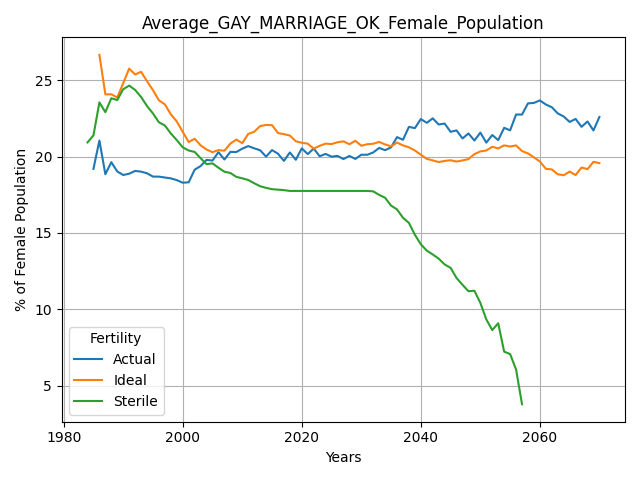 Average_GAY_MARRIAGE_OK_Female_Population
% of Female Population
25
20
15
10
5
Fertility
Actual
Ideal
Sterile
1980
2000
2020
2040
2060
Years